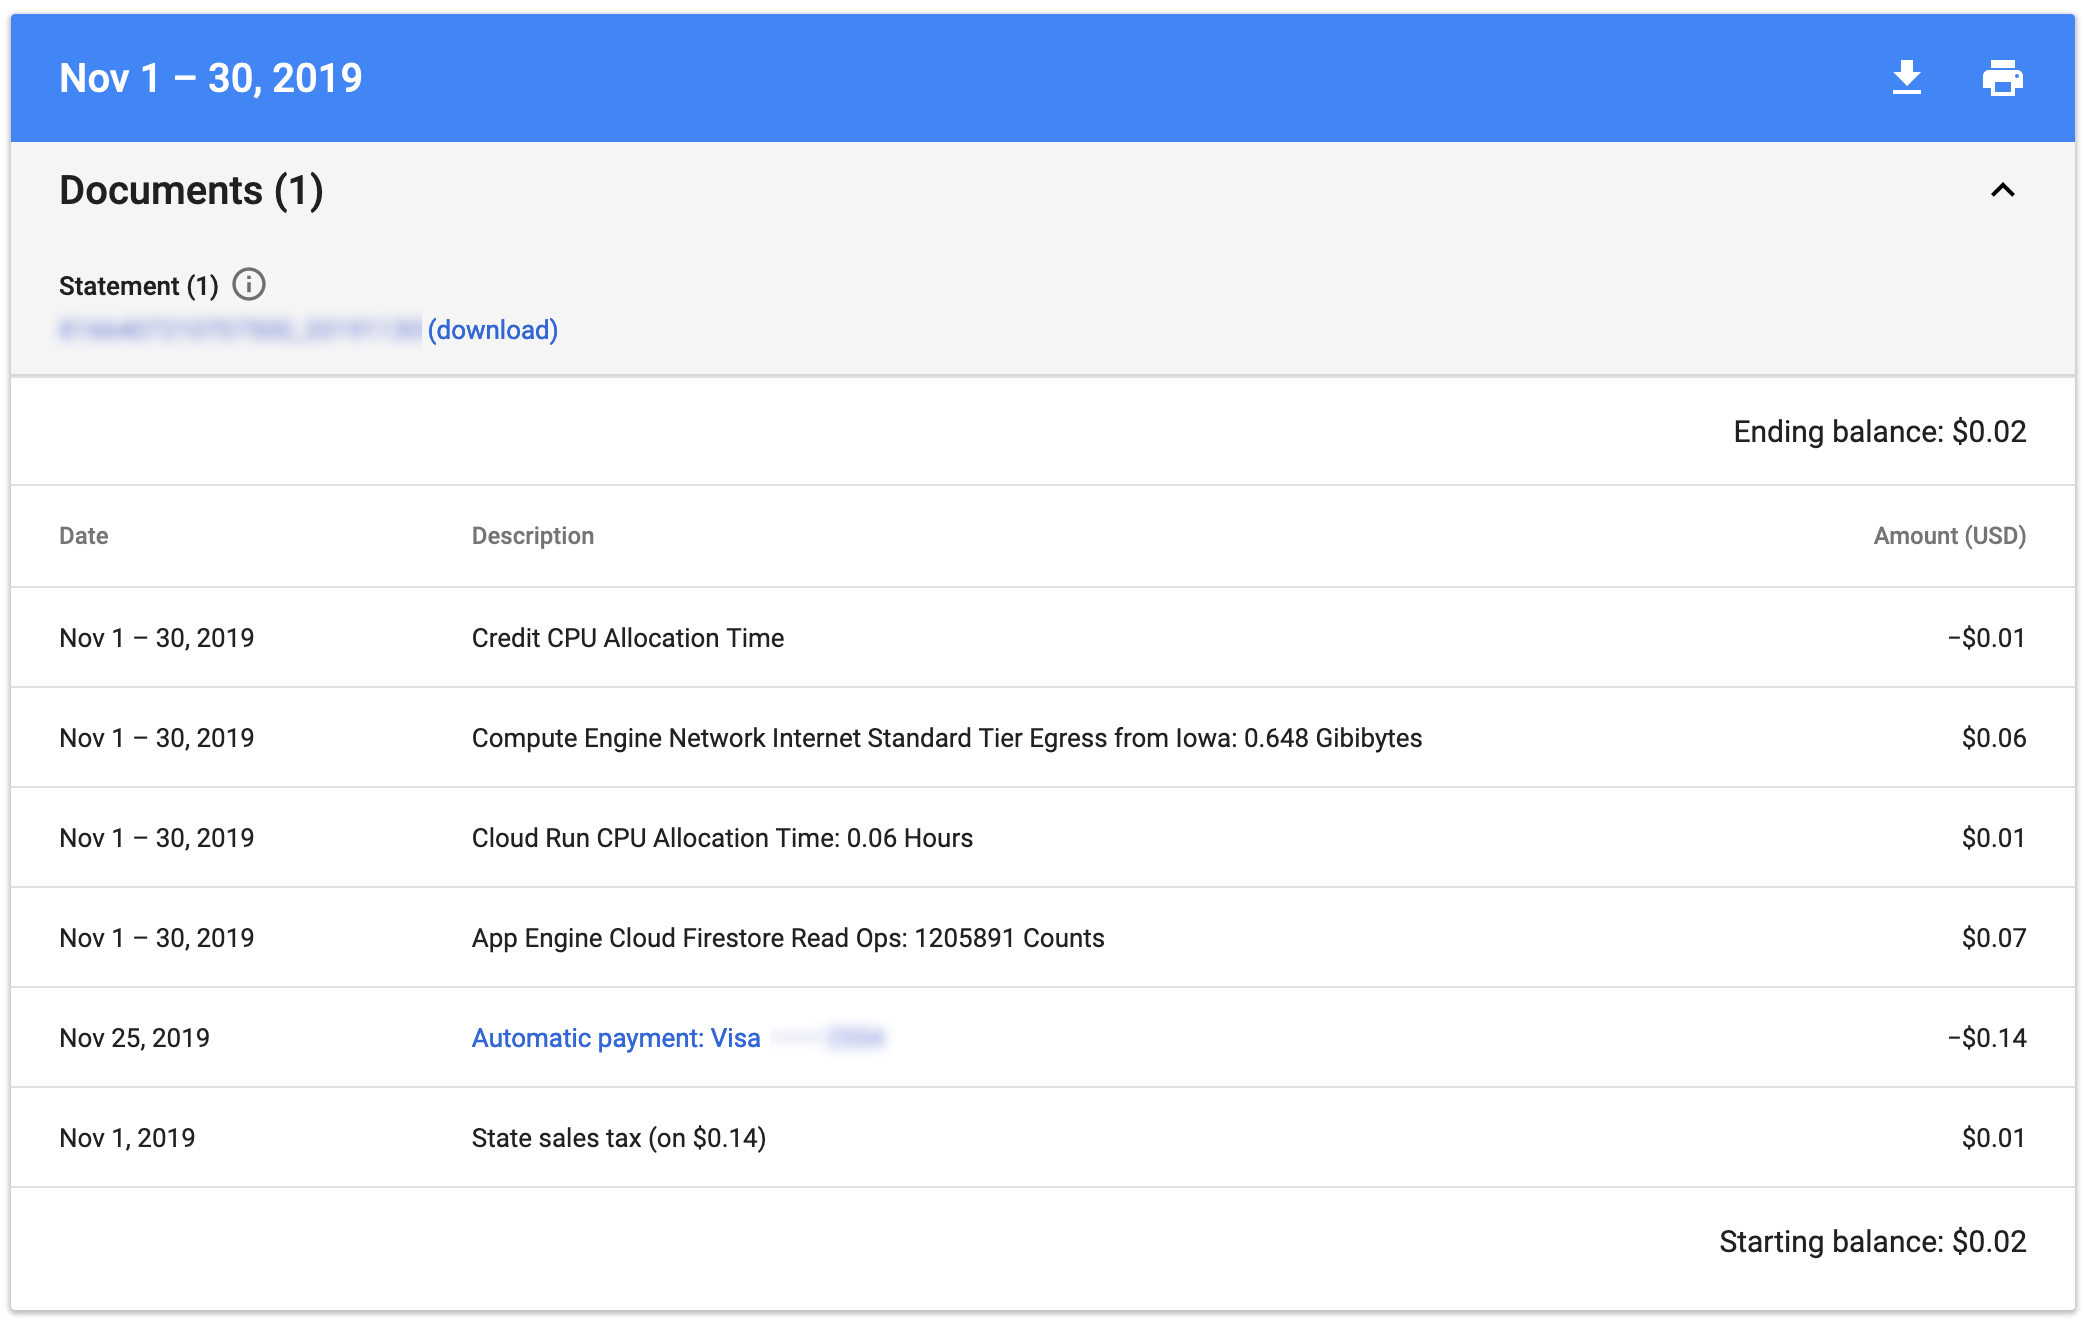 Nov 1 – 30, 2019
Documents (1)
Statement (1)
(download)
Ending balance: $0.02
Date Description Amount (USD)
Nov 1 – 30, 2019 Credit CPU Allocation Time −$0.01
Nov 1 – 30, 2019 Compute Engine Network Internet Standard Tier Egress from Iowa: 0.648 Gibibytes $0.06
Nov 1 – 30, 2019 Cloud Run CPU Allocation Time: 0.06 Hours $0.01
Nov 1 – 30, 2019 App Engine Cloud Firestore Read Ops: 1205891 Counts $0.07
Nov 25, 2019 Automatic payment: Visa −$0.14
Nov 1, 2019 State sales tax (on $0.14) $0.01
Starting balance: $0.02